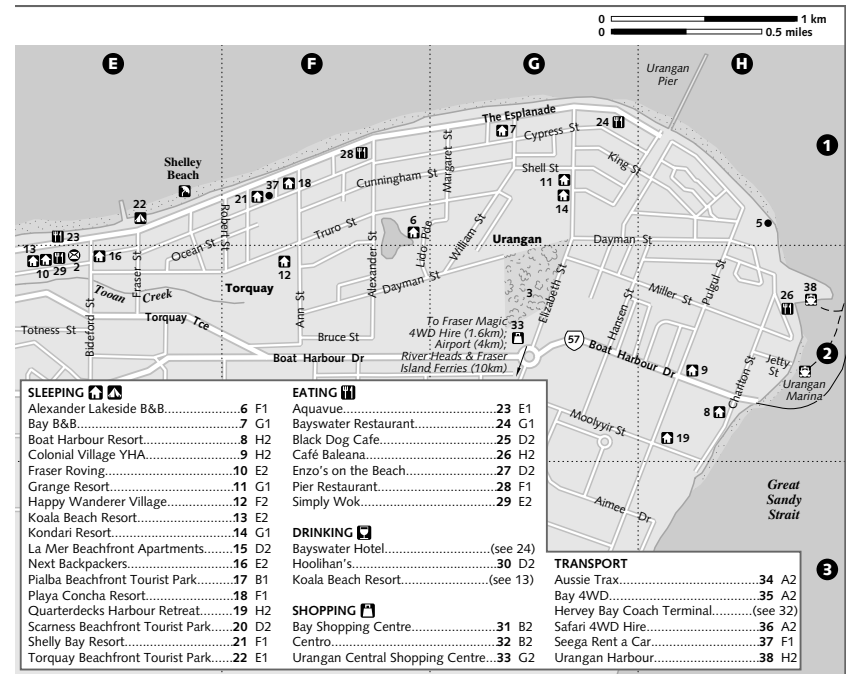 0 1 km
0 0.5 miles
E F G H
Urangan
Pier
The Esplanade
7
24
Cypress St
1
28
Margaret St
King St
Shelley
Beach
37
18
Cunningham St
Shell St
11
22
21
14
Robert St
Truro St
6
William St
5
23
Ocean St
Lido Pde
Urangan
Dayman St
13
16
10 29 2
Fraser St
12
Alexander St
Tooan Creek
Torquay
Dayman St
3
Elizabeth St
Miller St
Pulgul St
38
26
Hansen St
Bideford St
Torquay Tce
Ann St
To Fraser Magic
4WD Hire (1.6km);
Airport (4km);
River Heads & Fraser
Island Ferries (10km)
33
Totness St
Bruce St
57
Boat Harbour Dr
Boat Harbour Dr
2
Jetty
St
9
Urangan
Marina
Charlton St
8
Moolyyir St
19
Aimee Dr
Great
Sandy
Strait
3
SLEEPING
Alexander Lakeside B&B 6 F1
Bay B&B 7 G1
Boat Harbour Resort 8 H2
Colonial Village YHA 9 H2
Fraser Roving 10 E2
Grange Resort 11 G1
Happy Wanderer Village 12 F2
Koala Beach Resort 13 E2
Kondari Resort 14 G1
La Mer Beachfront Apartments 15 D2
Next Backpackers 16 E2
Pialba Beachfront Tourist Park 17 B1
Playa Concha Resort 18 F1
Quarterdecks Harbour Retreat 19 H2
Scarness Beachfront Tourist Park 20 D2
Shelly Bay Resort 21 F1
Torquay Beachfront Tourist Park 22 E1
EATING
Aquavue 23 E1
Bayswater Restaurant 24 G1
Black Dog Cafe 25 D2
Café Baleana 26 H2
Enzo's on the Beach 27 D2
Pier Restaurant 28 F1
Simply Wok 29 E2
DRINKING
Bayswater Hotel (see 24)
Hoolihan's 30 D2
Koala Beach Resort (see 13)
SHOPPING
Bay Shopping Centre 31 B2
Centro 32 B2
Urangan Central Shopping Centre 33 G2
TRANSPORT
Aussie Trax 34 A2
Bay 4WD 35 A2
Hervey Bay Coach Terminal (see 32)
Safari 4WD Hire 36 A2
Seega Rent a Car 37 F1
Urangan Harbour 38 H2